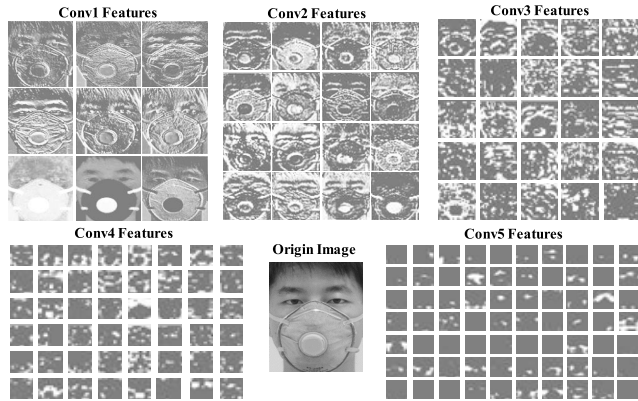 Conv1 Features
Conv2 Features
Conv3 Features
Conv4 Features
Origin Image
Conv5 Features